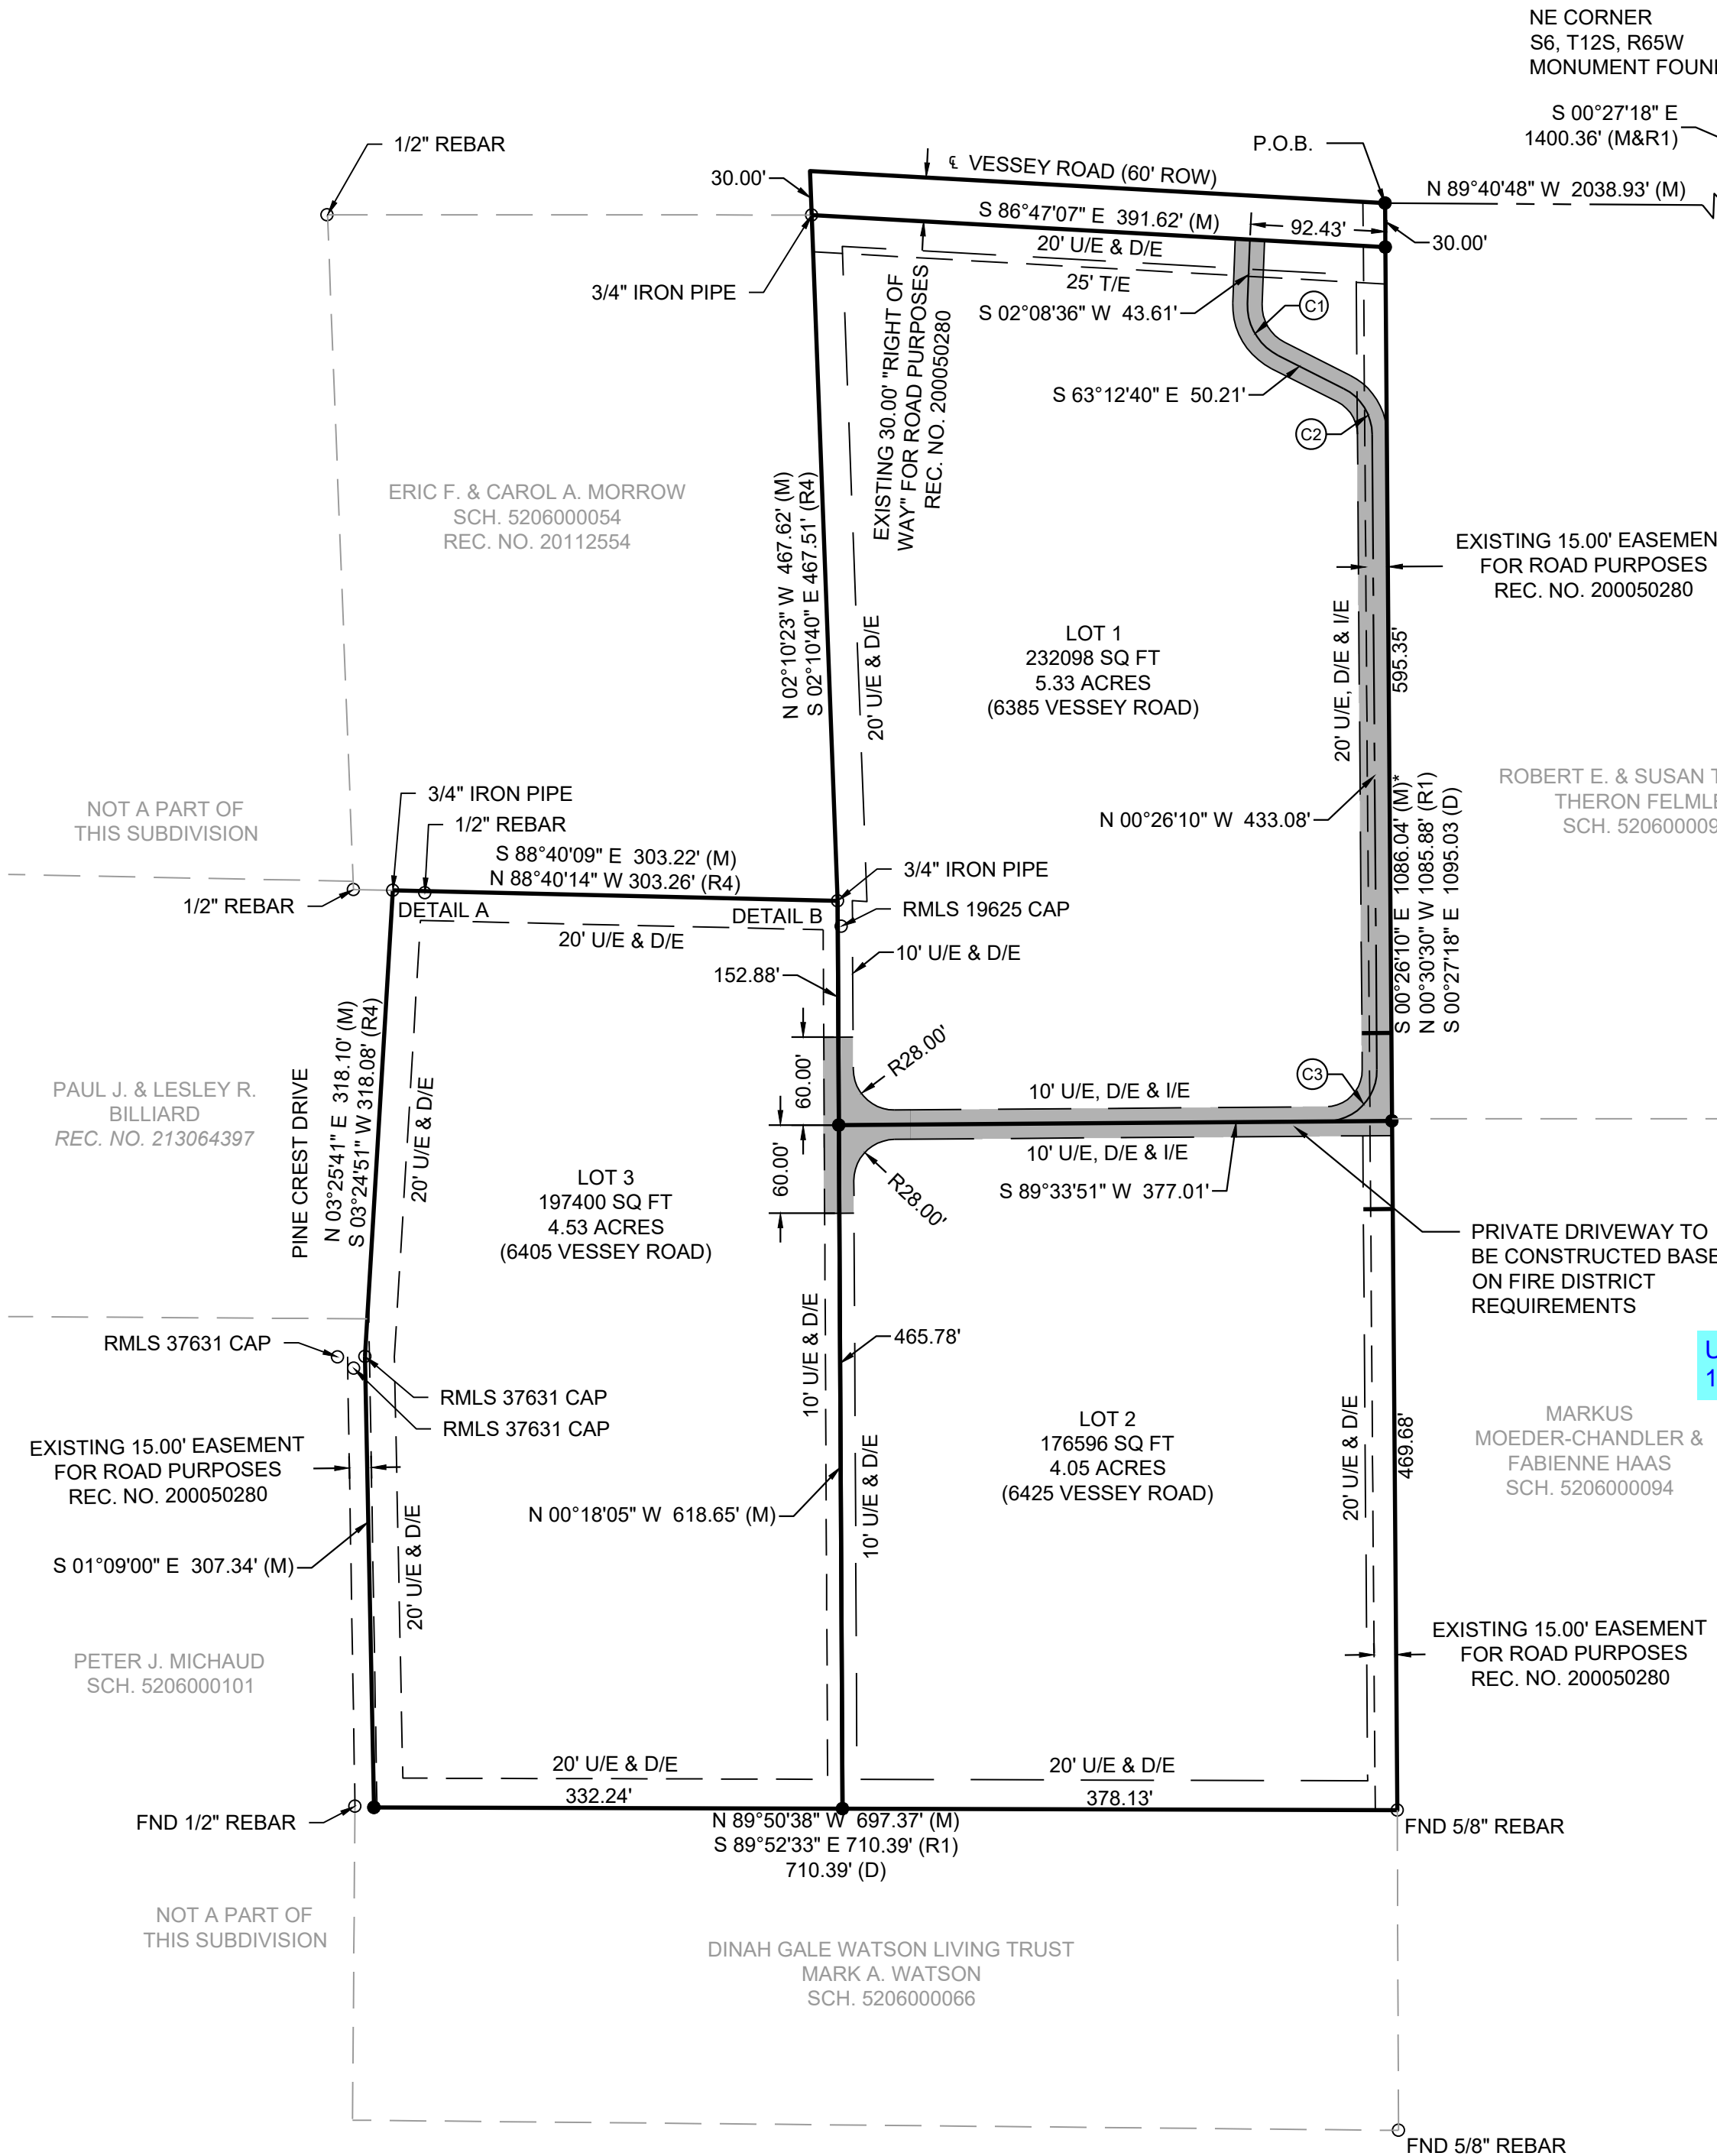 NE CORNER
S6, T12S, R65W
MONUMENT FOUN
S 00°27'18" E
1400.36' (M&R1)
1/2" REBAR
P.O.B.
30.00'
℄ VESSEY ROAD (60' ROW)
N 89°40'48" W 2038.93' (M)
S 86°47'07" E 391.62' (M)
92.43'
30.00'
20' U/E & D/E
25' T/E
3/4" IRON PIPE
S 02°08'36" W 43.61'
C1
EXISTING 30.00' "RIGHT OF
WAY" FOR ROAD PURPOSES
REC. NO. 200050280
S 63°12'40" E 50.21'
C2
ERIC F. & CAROL A. MORROW
SCH. 5206000054
REC. NO. 20112554
N 02°10'23" W 467.62' (M)
S 02°10'40" E 467.51' (R4)
EXISTING 15.00' EASEMEN
FOR ROAD PURPOSES
REC. NO. 200050280
20' U/E & D/E
LOT 1
232098 SQ FT
5.33 ACRES
(6385 VESSEY ROAD)
20' U/E, D/E & I/E
595.35'
NOT A PART OF
THIS SUBDIVISION
3/4" IRON PIPE
1/2" REBAR
N 00°26'10" W 433.08'
S 00°26'10" E 1086.04' (M)*
N 00°30'30" W 1085.88' (R1)
S 00°27'18" E 1095.03 (D)
ROBERT E. & SUSAN T
THERON FELMLE
SCH. 520600009
S 88°40'09" E 303.22' (M)
N 88°40'14" W 303.26' (R4)
3/4" IRON PIPE
1/2" REBAR
DETAIL A
DETAIL B
RMLS 19625 CAP
20' U/E & D/E
10' U/E & D/E
152.88'
PINE CREST DRIVE
N 03°25'41" E 318.10' (M)
S 03°24'51" W 318.08' (R4)
20' U/E & D/E
60.00'
R28.00'
C3
10' U/E, D/E & I/E
PAUL J. & LESLEY R.
BILLIARD
REC. NO. 213064397
60.00'
10' U/E, D/E & I/E
R28.00'
S 89°33'51" W 377.01'
LOT 3
197400 SQ FT
4.53 ACRES
(6405 VESSEY ROAD)
PRIVATE DRIVEWAY TO
BE CONSTRUCTED BASE
ON FIRE DISTRICT
REQUIREMENTS
RMLS 37631 CAP
10' U/E & D/E
465.78'
U
1
RMLS 37631 CAP
RMLS 37631 CAP
LOT 2
176596 SQ FT
4.05 ACRES
(6425 VESSEY ROAD)
20' U/E & D/E
469.68'
MARKUS
MOEDER-CHANDLER &
FABIENNE HAAS
SCH. 5206000094
EXISTING 15.00' EASEMENT
FOR ROAD PURPOSES
REC. NO. 200050280
10' U/E & D/E
N 00°18'05" W 618.65' (M)
20' U/E & D/E
S 01°09'00" E 307.34' (M)
PETER J. MICHAUD
SCH. 5206000101
EXISTING 15.00' EASEMENT
FOR ROAD PURPOSES
REC. NO. 200050280
20' U/E & D/E
20' U/E & D/E
332.24'
378.13'
FND 1/2" REBAR
N 89°50'38" W 697.37' (M)
S 89°52'33" E 710.39' (R1)
710.39' (D)
FND 5/8" REBAR
NOT A PART OF
THIS SUBDIVISION
DINAH GALE WATSON LIVING TRUST
MARK A. WATSON
SCH. 5206000066
FND 5/8" REBAR